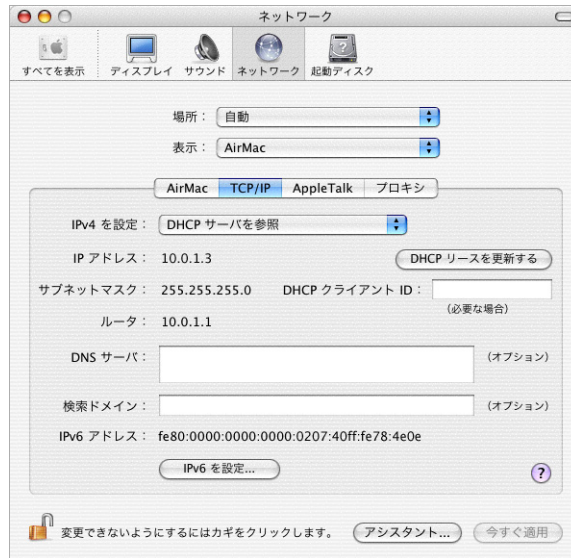 ネットワーク
すべてを表示 ディスプレイ サウンド ネットワーク 起動ディスク
場所： 自動
表示： AirMac
AirMac TCP/IP AppleTalk プロキシ
IPv4 を設定： DHCP サーバを参照
IP アドレス： 10.0.1.3 DHCP リースを更新する
サブネットマスク： 255.255.255.0 DHCP クライアント ID：
(必要な場合)
ルータ： 10.0.1.1
DNS サーバ： (オプション)
検索ドメイン： (オプション)
IPv6 アドレス： fe80:0000:0000:0000:0207:40ff:fe78:4e0e
IPv6 を設定... ?
変更できないようにするにはカギをクリックします。 アシスタント... 今すぐ適用